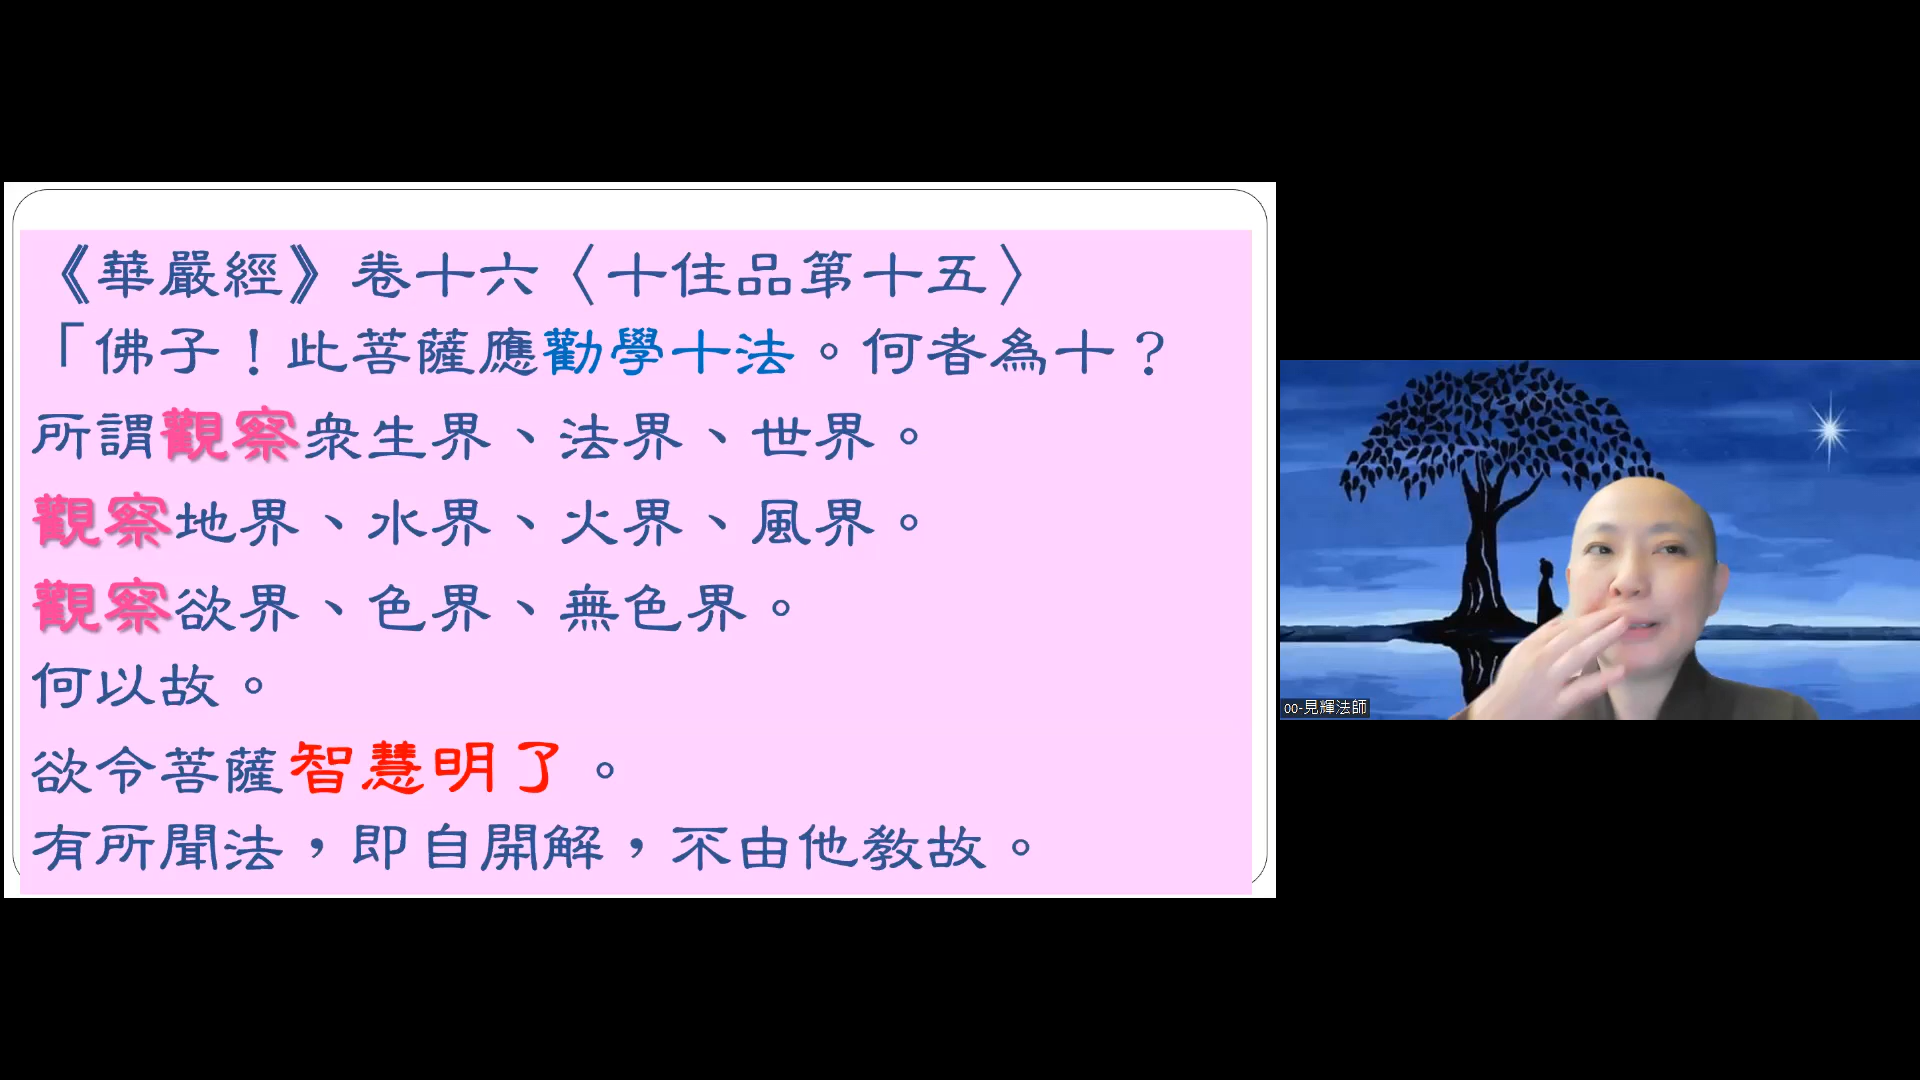 《華嚴經》卷十六〈十住品第十五〉
「佛子！此菩薩應勸學十法。何者為十？
所謂觀察眾生界、法界、世界。
觀察地界、水界、火界、風界。
觀察欲界、色界、無色界。
何以故。
欲令菩薩智慧明了。
有所聞法，即自開解，不由他教故。
00-見輝法師